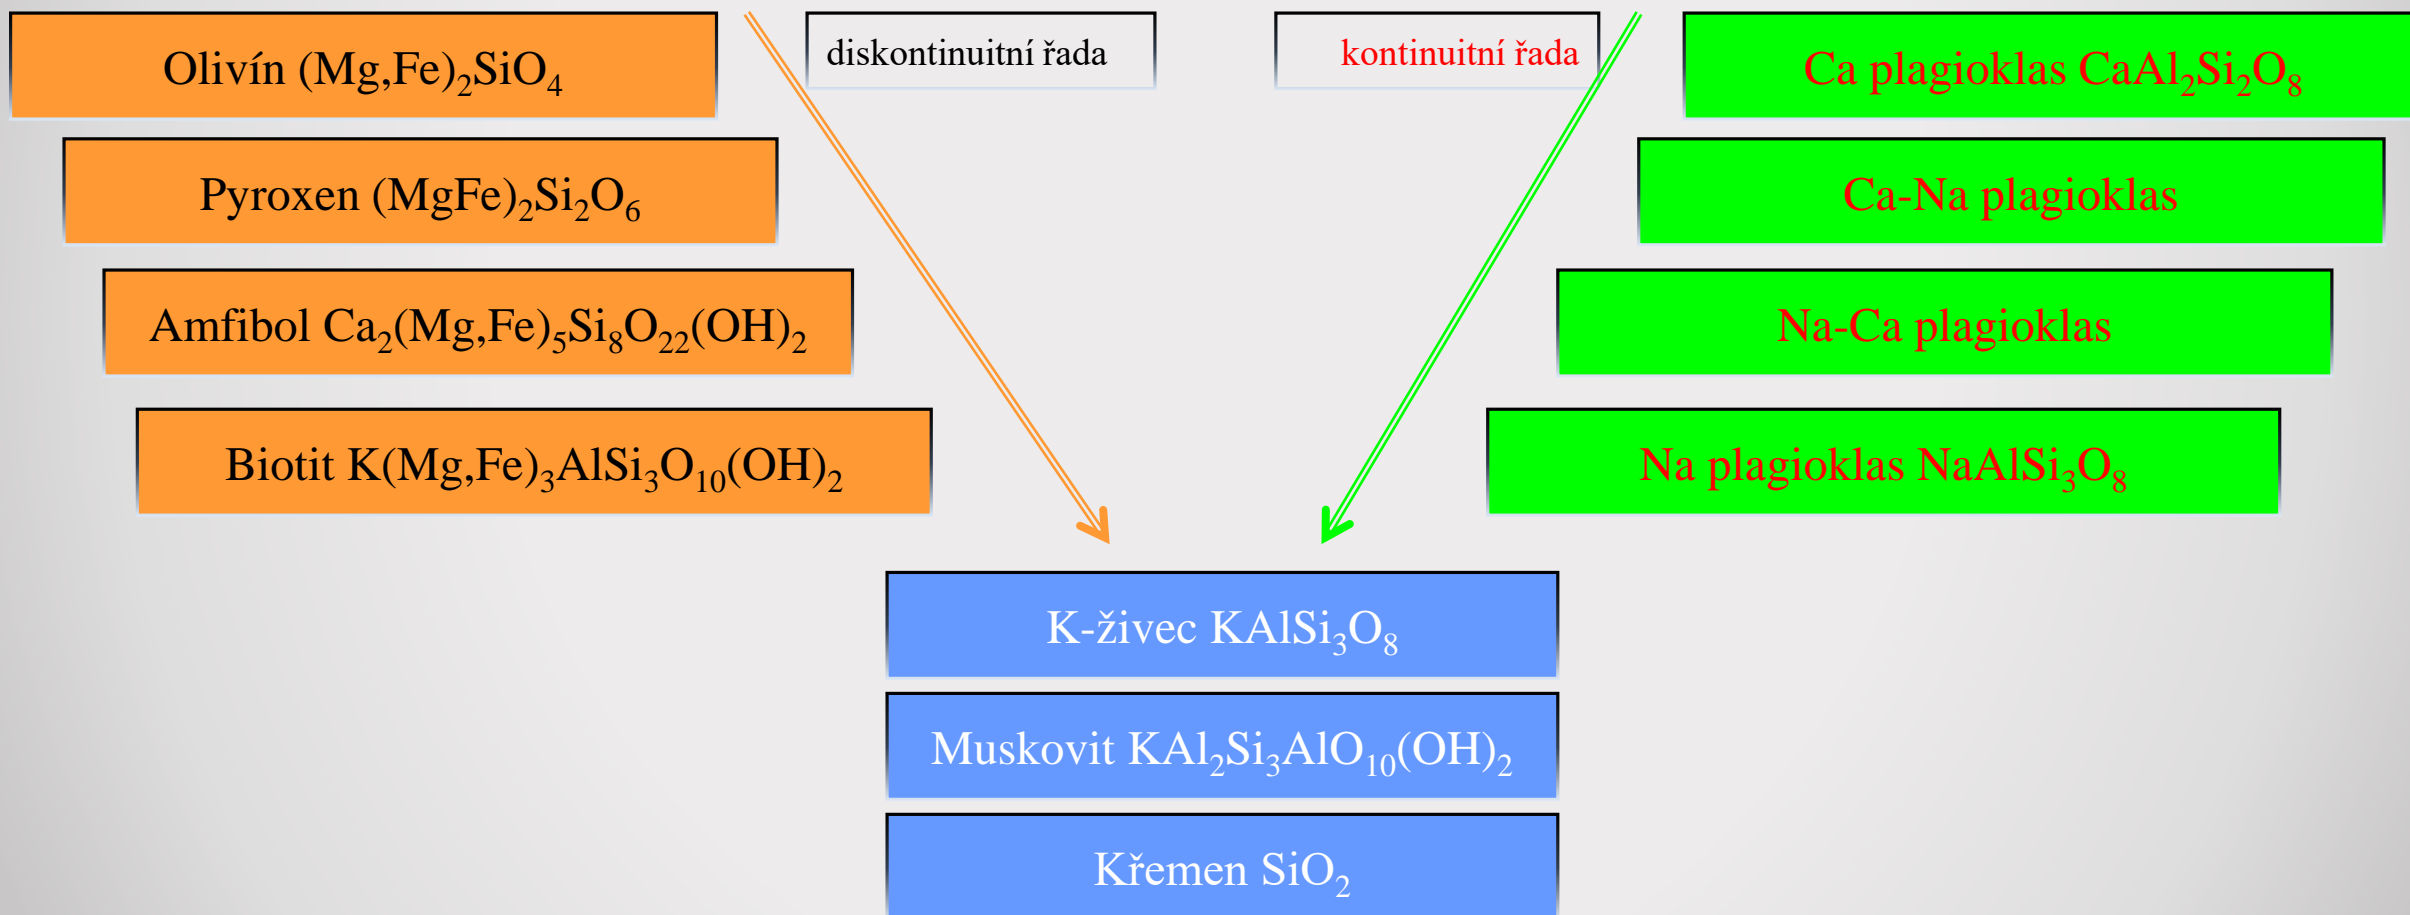 Olivín (Mg,Fe)₂SiO₄
diskontinuitní řada
kontinuitní řada
Ca plagioklas CaAl₂Si₂O₈
Pyroxen (MgFe)₂Si₂O₆
Ca-Na plagioklas
Amfibol Ca₂(Mg,Fe)₅Si₈O₂₂(OH)₂
Na-Ca plagioklas
Biotit K(Mg,Fe)₃AlSi₃O₁₀(OH)₂
Na plagioklas NaAlSi₃O₈
K-živec KAlSi₃O₈
Muskovit KAl₂Si₃AlO₁₀(OH)₂
Křemen SiO₂